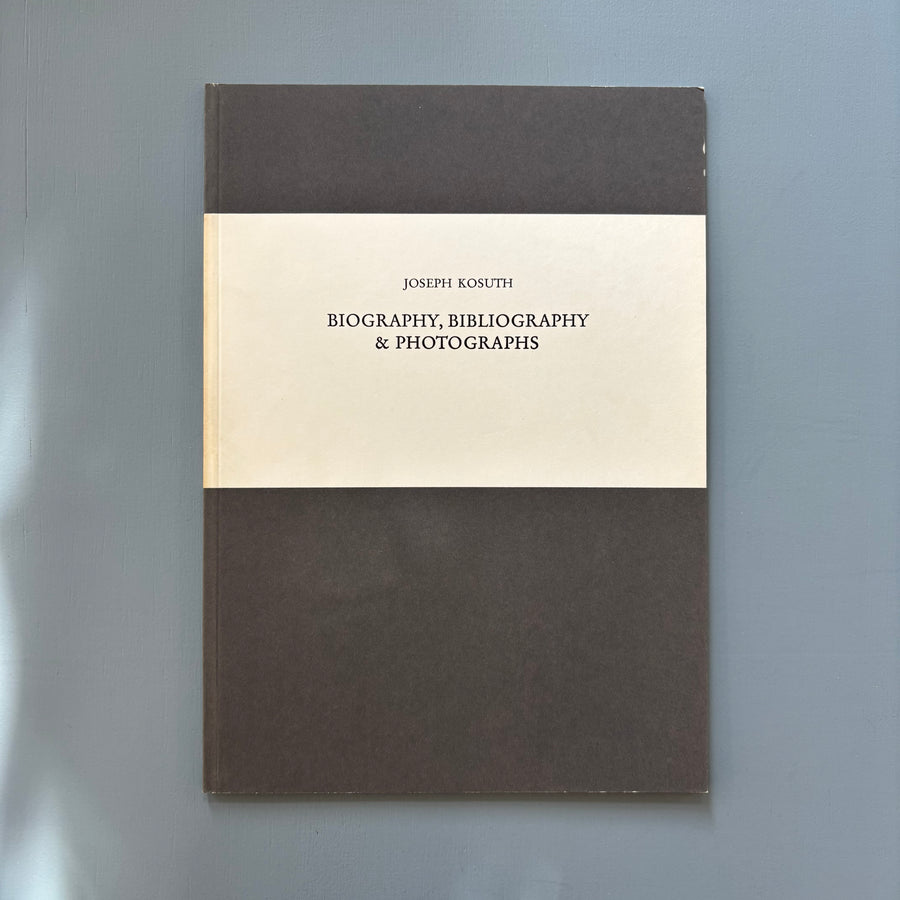 JOSEPH KOSUTH
BIOGRAPHY, BIBLIOGRAPHY
& PHOTOGRAPHS